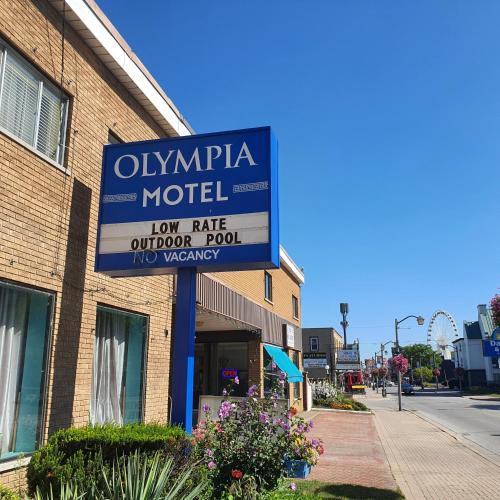 OLYMPIA
MOTEL
LOW RATE
OUTDOOR POOL
NO VACANCY
OPEN